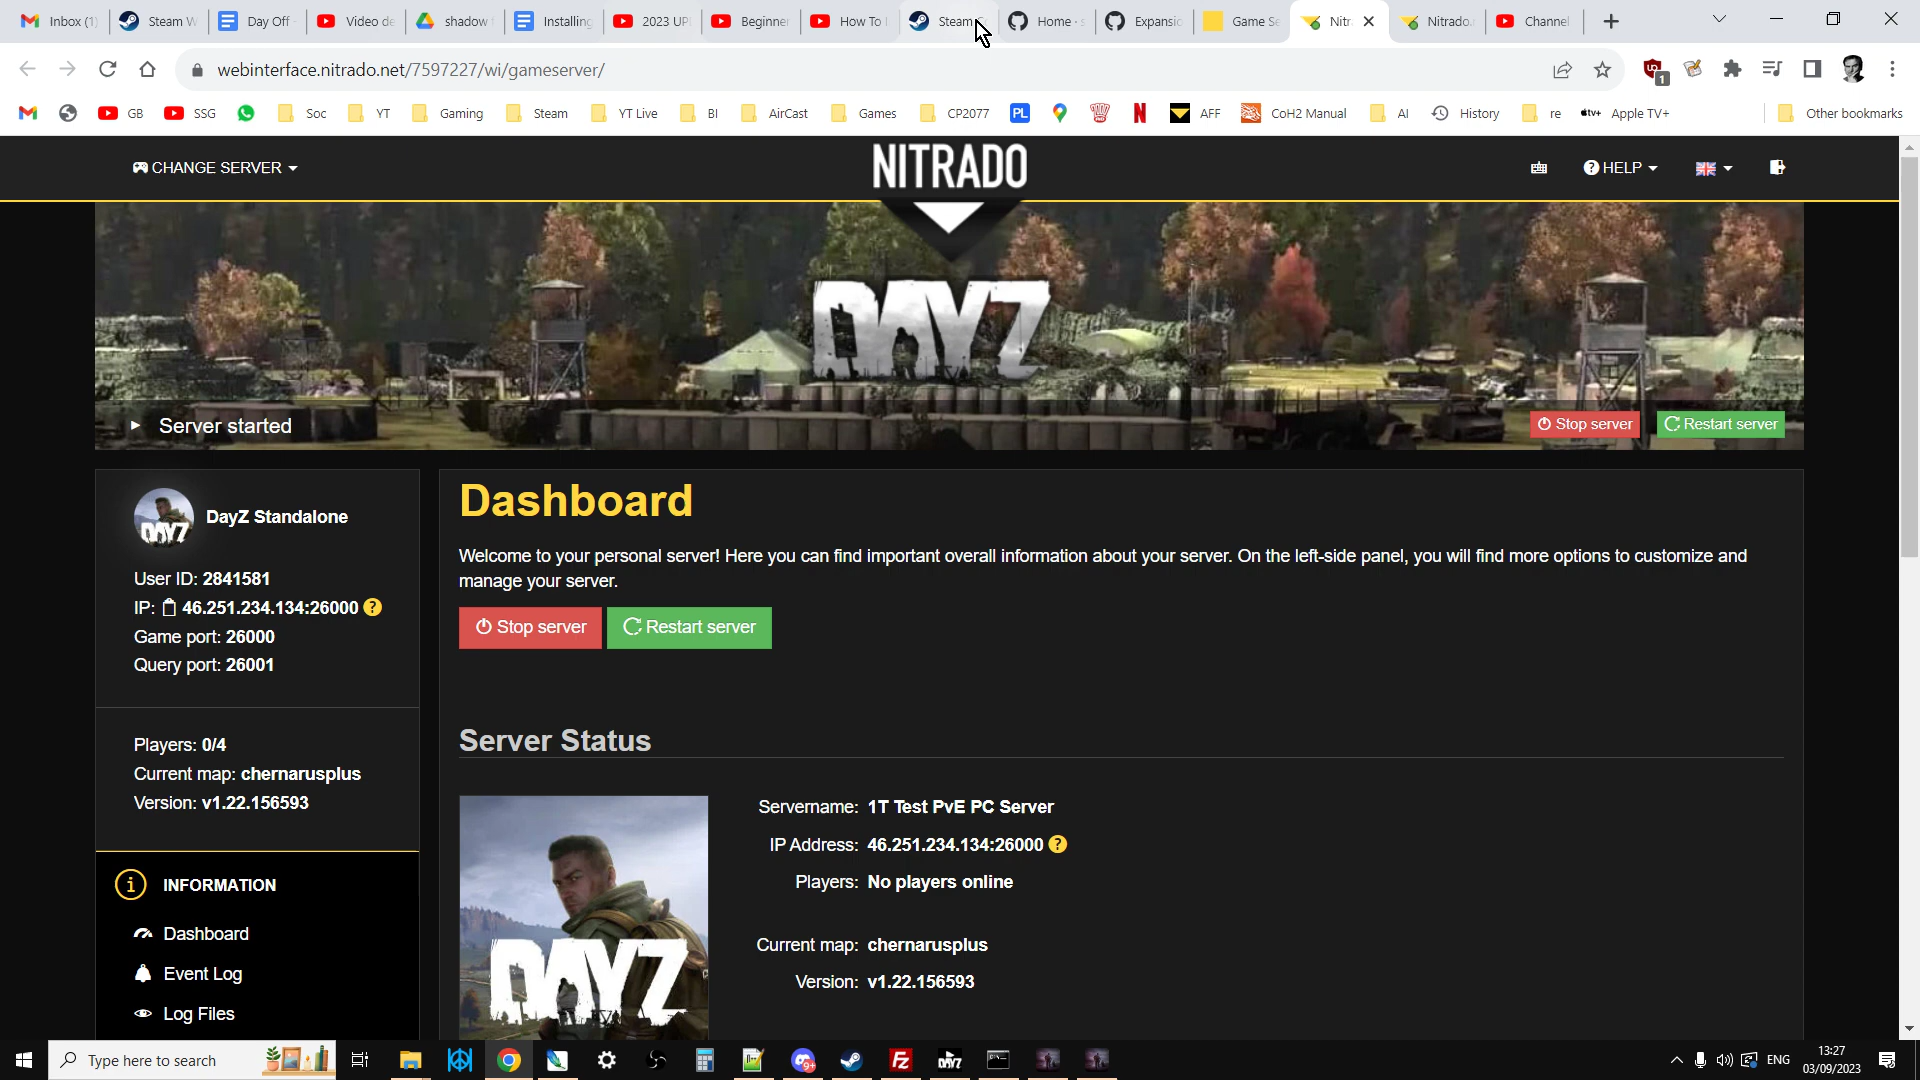 Inbox (1)
Steam W
Day Off
Video de
shadow f
Installing
2023 UP
Beginner
How To I
Steam
Home · s
Expansio
Game Se
Nitr
Nitrado.
Channel
webinterface.nitrado.net/7597227/wi/gameserver/
1
GB
SSG
Soc
YT
Gaming
Steam
YT Live
BI
AirCast
Games
CP2077
PL
N
AFF
CoH2 Manual
AI
History
re
tv+
Apple TV+
Other bookmarks
CHANGE SERVER
NITRADO
HELP
DAYZ
Server started
Stop server
Restart server
DAYZ
DayZ Standalone
User ID: 2841581
IP: 46.251.234.134:26000 ?
Game port: 26000
Query port: 26001
Players: 0/4
Current map: chernarusplus
Version: v1.22.156593
INFORMATION
Dashboard
Event Log
Log Files
Dashboard
Welcome to your personal server! Here you can find important overall information about your server. On the left-side panel, you will find more options to customize and
manage your server.
Stop server
Restart server
Server Status
DAYZ
Servername: 1T Test PvE PC Server
IP Address: 46.251.234.134:26000 ?
Players: No players online
Current map: chernarusplus
Version: v1.22.156593
Type here to search
9+
Fz
DAYZ
ENG
13:27
03/09/2023